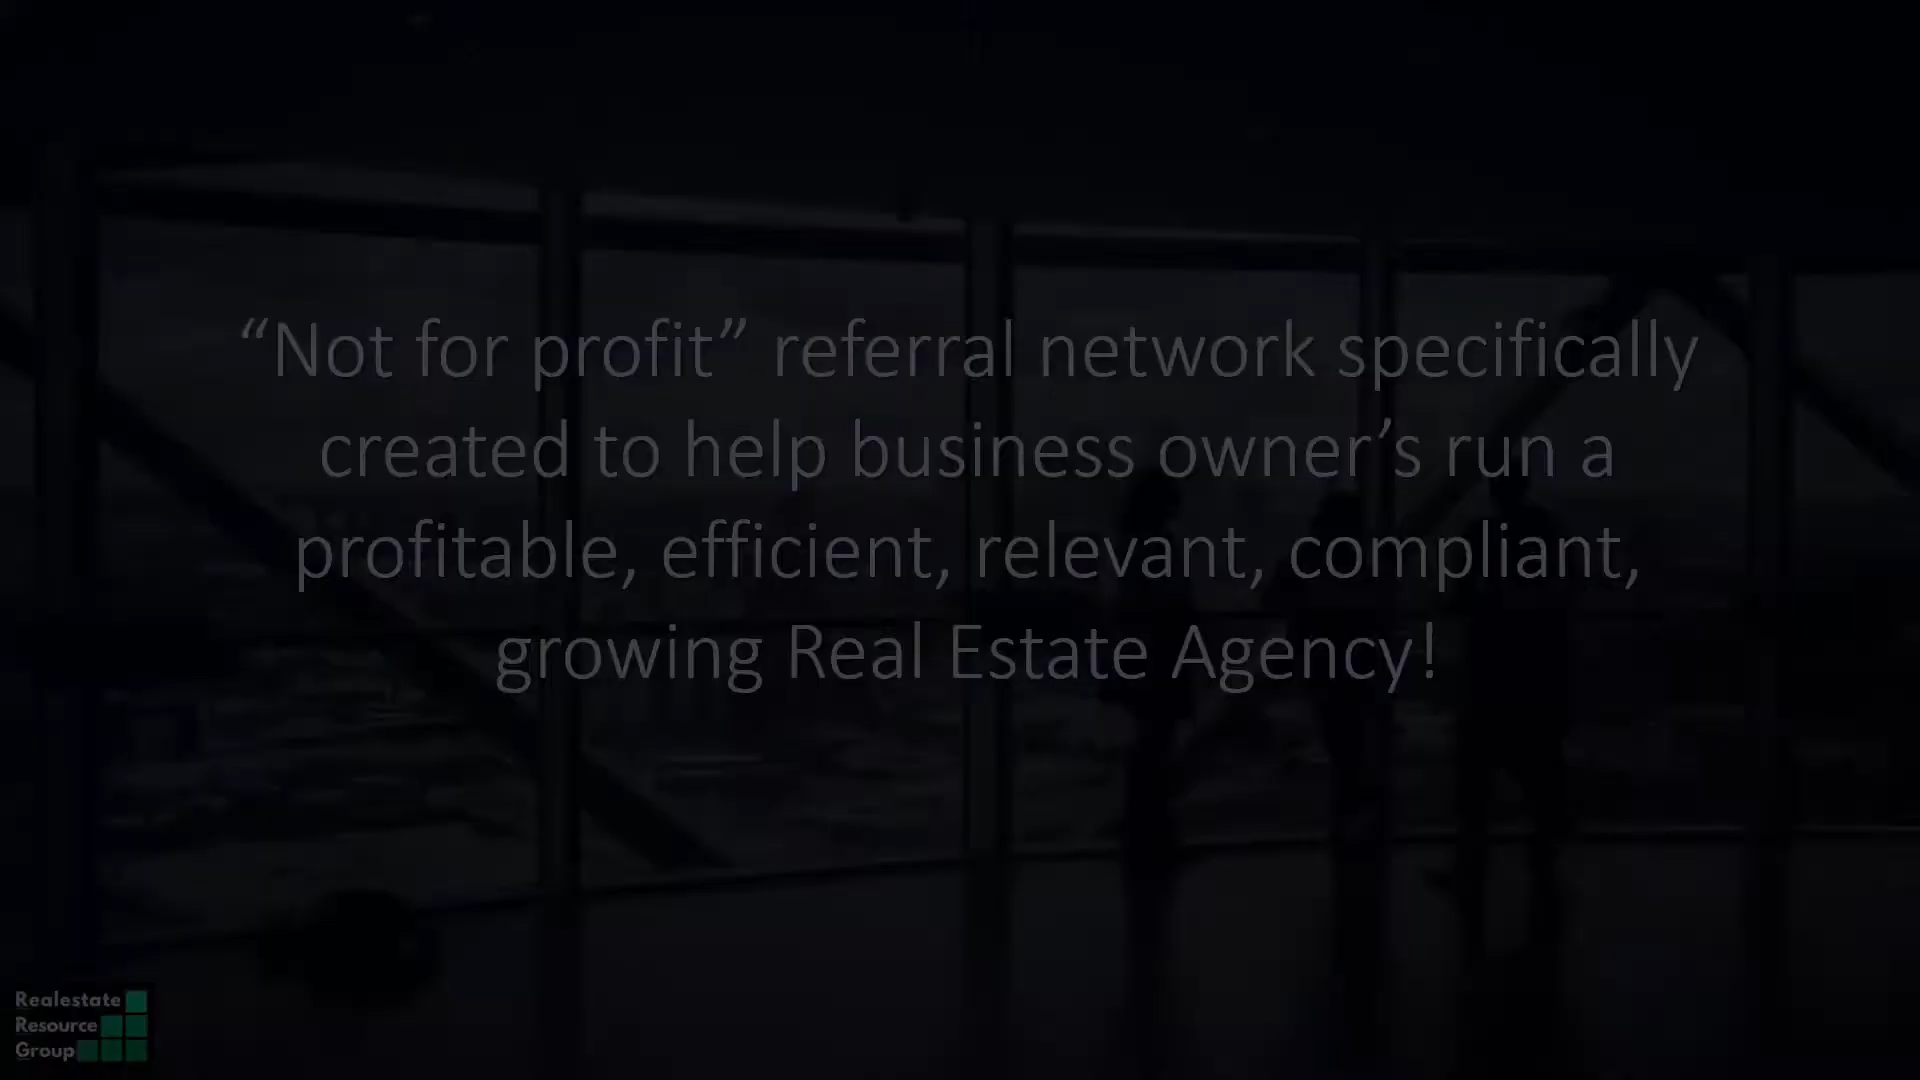 “Not for profit” referral network specifically
created to help business owner’s run a
profitable, efficient, relevant, compliant,
growing Real Estate Agency!
Realestate
Resource
Group